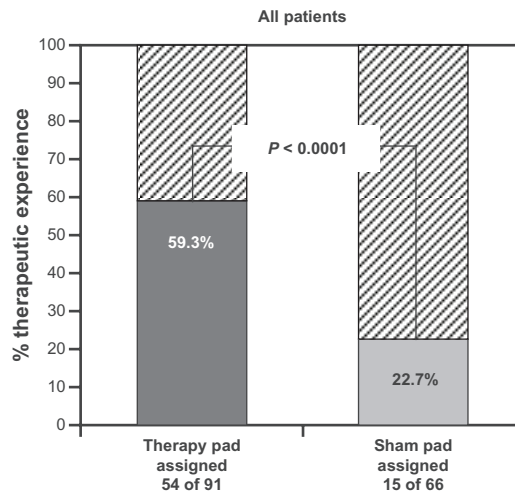 All patients
% therapeutic experience
100
90
80
70
60
50
40
30
20
10
0
P < 0.0001
59.3%
22.7%
Therapy pad
assigned
54 of 91
Sham pad
assigned
15 of 66